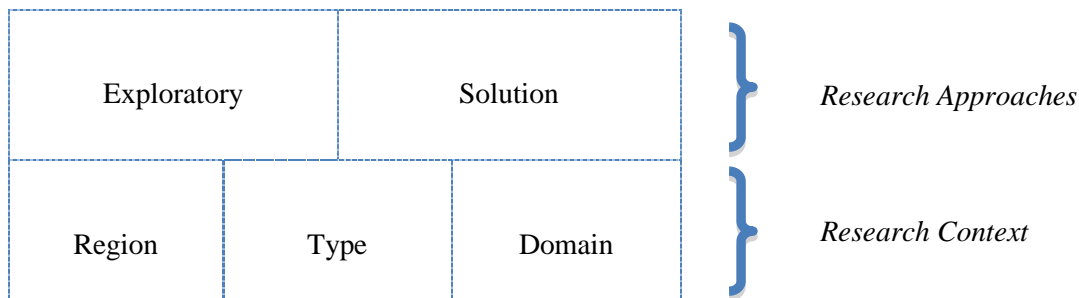 Exploratory
Solution
Research Approaches
Region
Type
Domain
Research Context